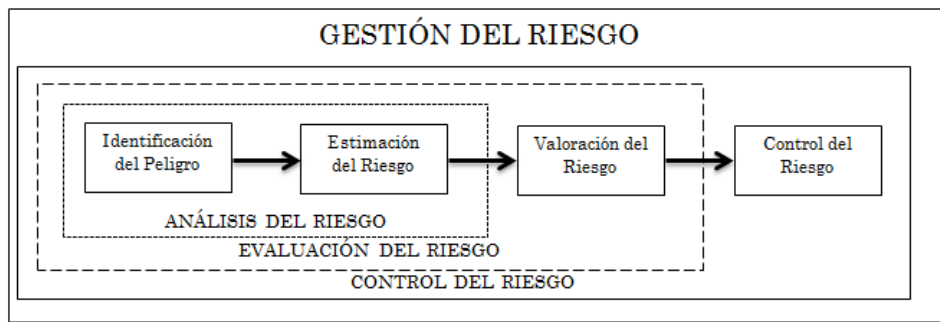 GESTIÓN DEL RIESGO
Identificación
del Peligro
Estimación
del Riesgo
Valoración del
Riesgo
Control del
Riesgo
ANÁLISIS DEL RIESGO
EVALUACIÓN DEL RIESGO
CONTROL DEL RIESGO